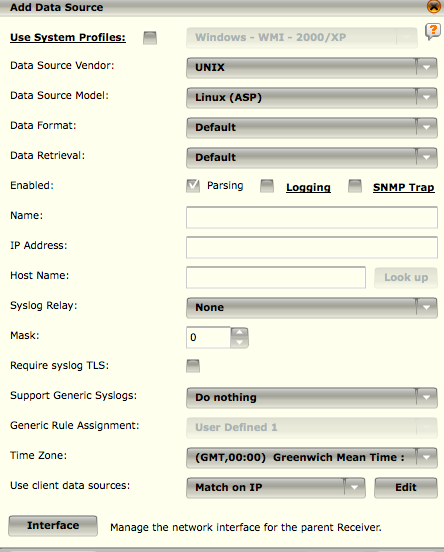 Add Data Source
Use System Profiles: Windows - WMI - 2000/XP
?
Data Source Vendor: UNIX
Data Source Model: Linux (ASP)
Data Format: Default
Data Retrieval: Default
Enabled: Parsing Logging SNMP Trap
Name:
IP Address:
Host Name: Look up
Syslog Relay: None
Mask: 0
Require syslog TLS:
Support Generic Syslogs: Do nothing
Generic Rule Assignment: User Defined 1
Time Zone: (GMT,00:00) Greenwich Mean Time :
Use client data sources: Match on IP Edit
Interface Manage the network interface for the parent Receiver.